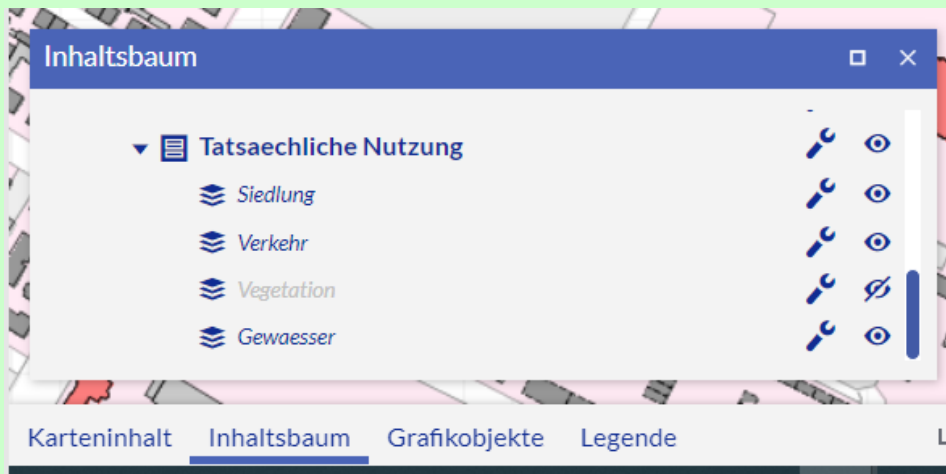 Inhaltsbaum
Tatsaechliche Nutzung
Siedlung
Verkehr
Vegetation
Gewaesser
Karteninhalt Inhaltsbaum Grafikobjekte Legende